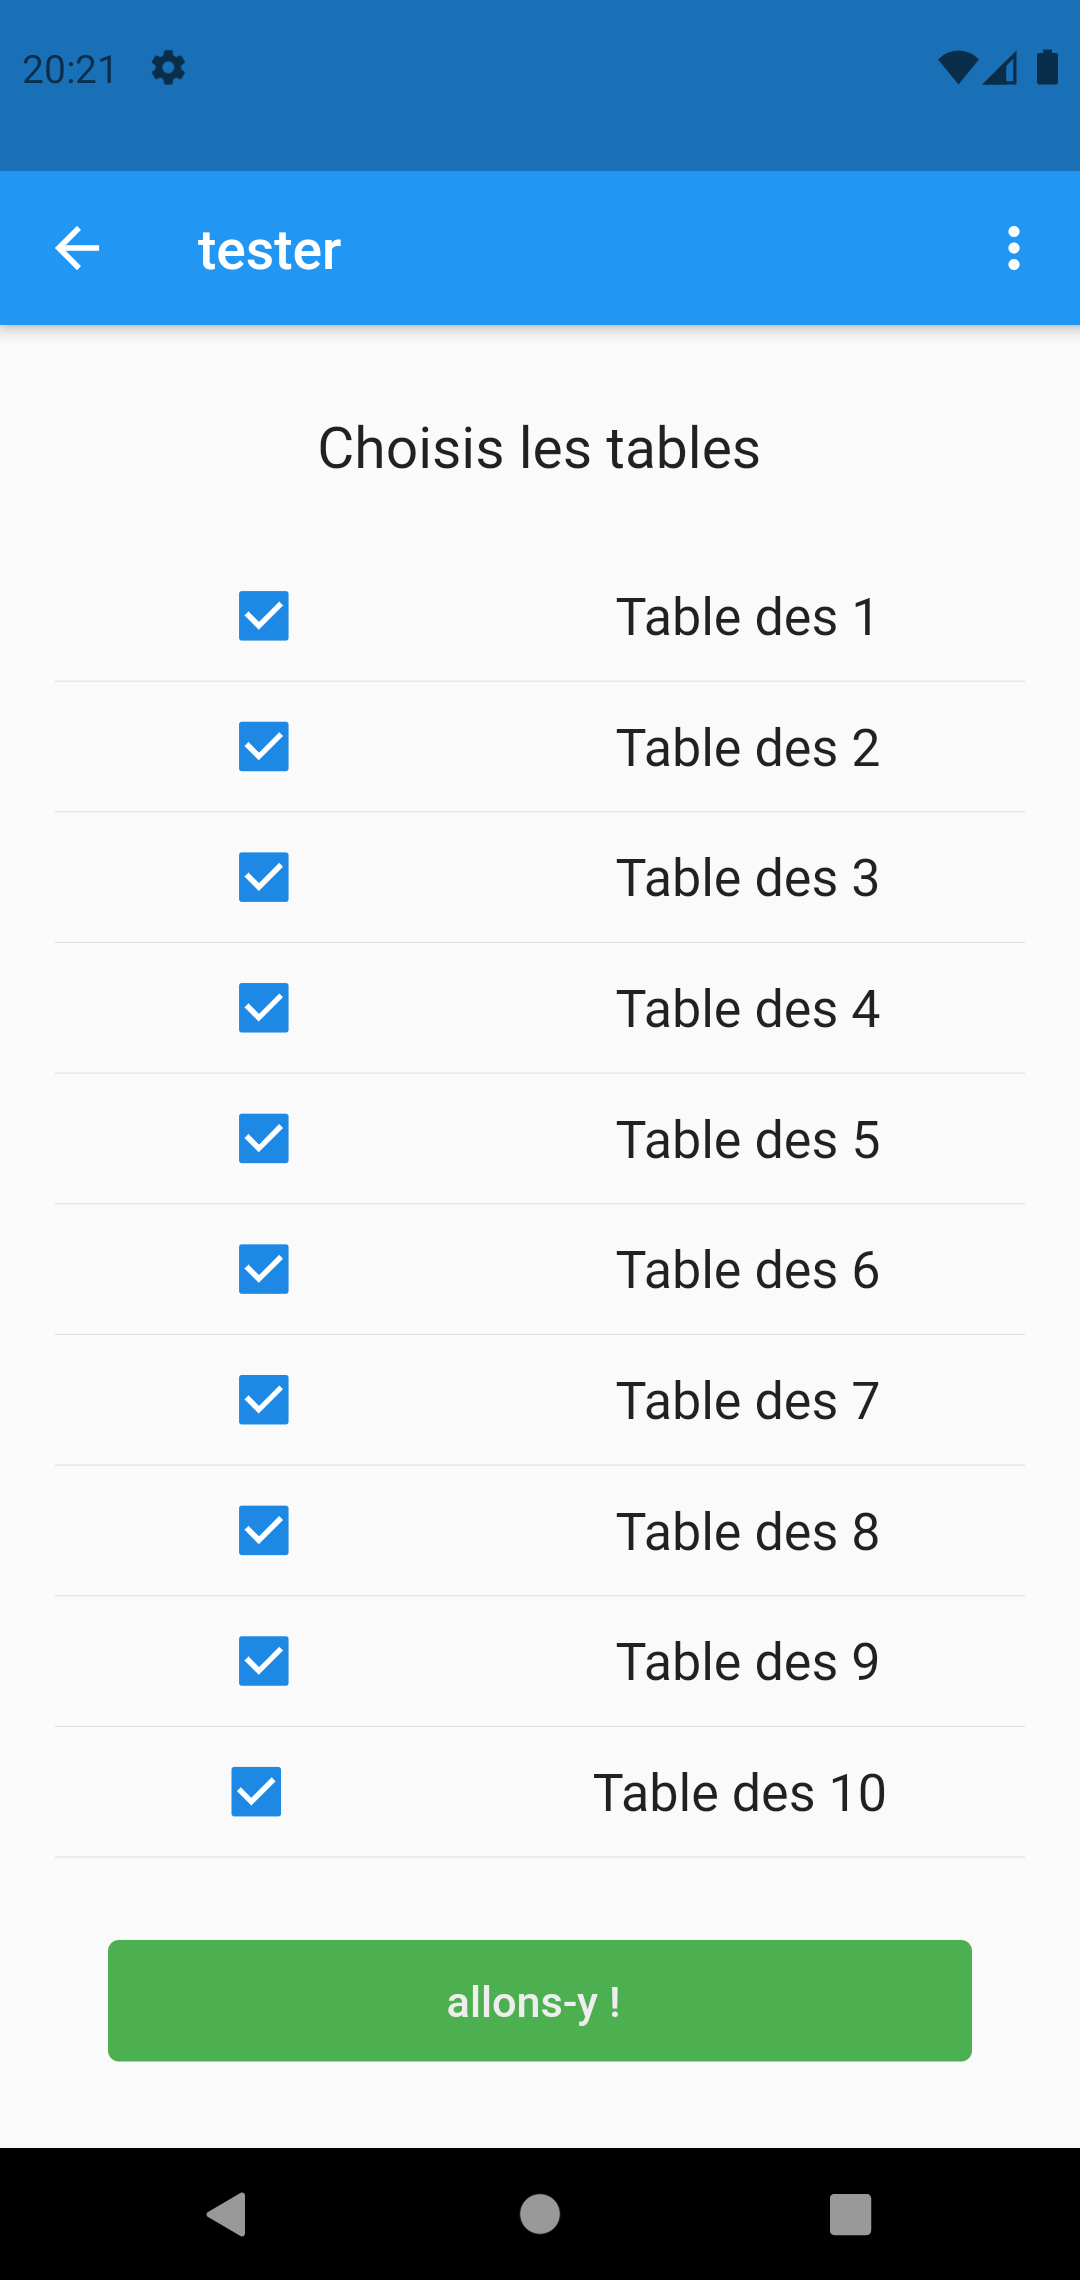 20:21
tester
Choisis les tables
Table des 1
Table des 2
Table des 3
Table des 4
Table des 5
Table des 6
Table des 7
Table des 8
Table des 9
Table des 10
allons-y !